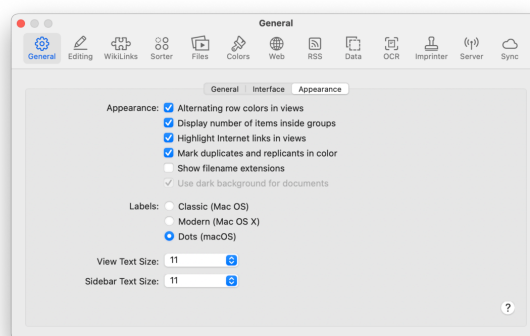 General
General Editing WikiLinks Sorter Files Colors Web RSS Data OCR Imprinter Server Sync
General Interface Appearance
Appearance: Alternating row colors in views
Display number of items inside groups
Highlight Internet links in views
Mark duplicates and replicants in color
Show filename extensions
Use dark background for documents
Labels: Classic (Mac OS)
Modern (Mac OS X)
Dots (macOS)
View Text Size: 11
Sidebar Text Size: 11
?